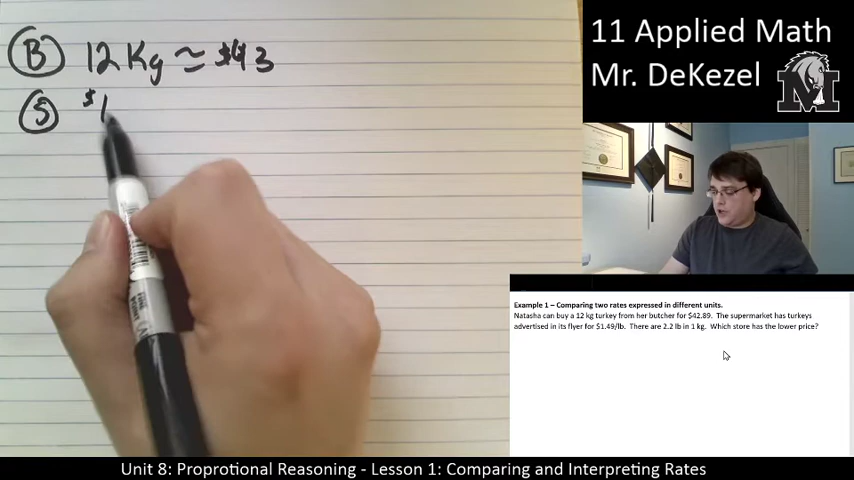 Ⓑ 12 Kg ≈ $43
Ⓢ $1
11 Applied Math
Mr. DeKezel
M
Example 1 – Comparing two rates expressed in different units.
Natasha can buy a 12 kg turkey from her butcher for $42.89. The supermarket has turkeys
advertised in its flyer for $1.49/lb. There are 2.2 lb in 1 kg. Which store has the lower price?
Unit 8: Proprotional Reasoning - Lesson 1: Comparing and Interpreting Rates